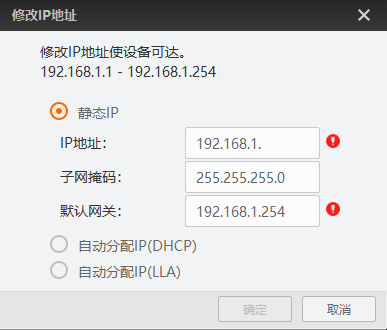 修改IP地址
修改IP地址使设备可达。
192.168.1.1 - 192.168.1.254
静态IP
IP地址: 192.168.1.
子网掩码: 255.255.255.0
默认网关: 192.168.1.254
自动分配IP(DHCP)
自动分配IP(LLA)
确定 取消